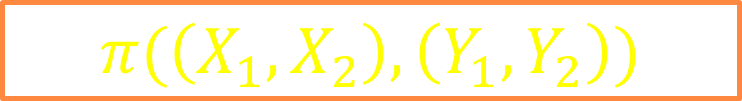 π((X₁, X₂), (Y₁, Y₂))